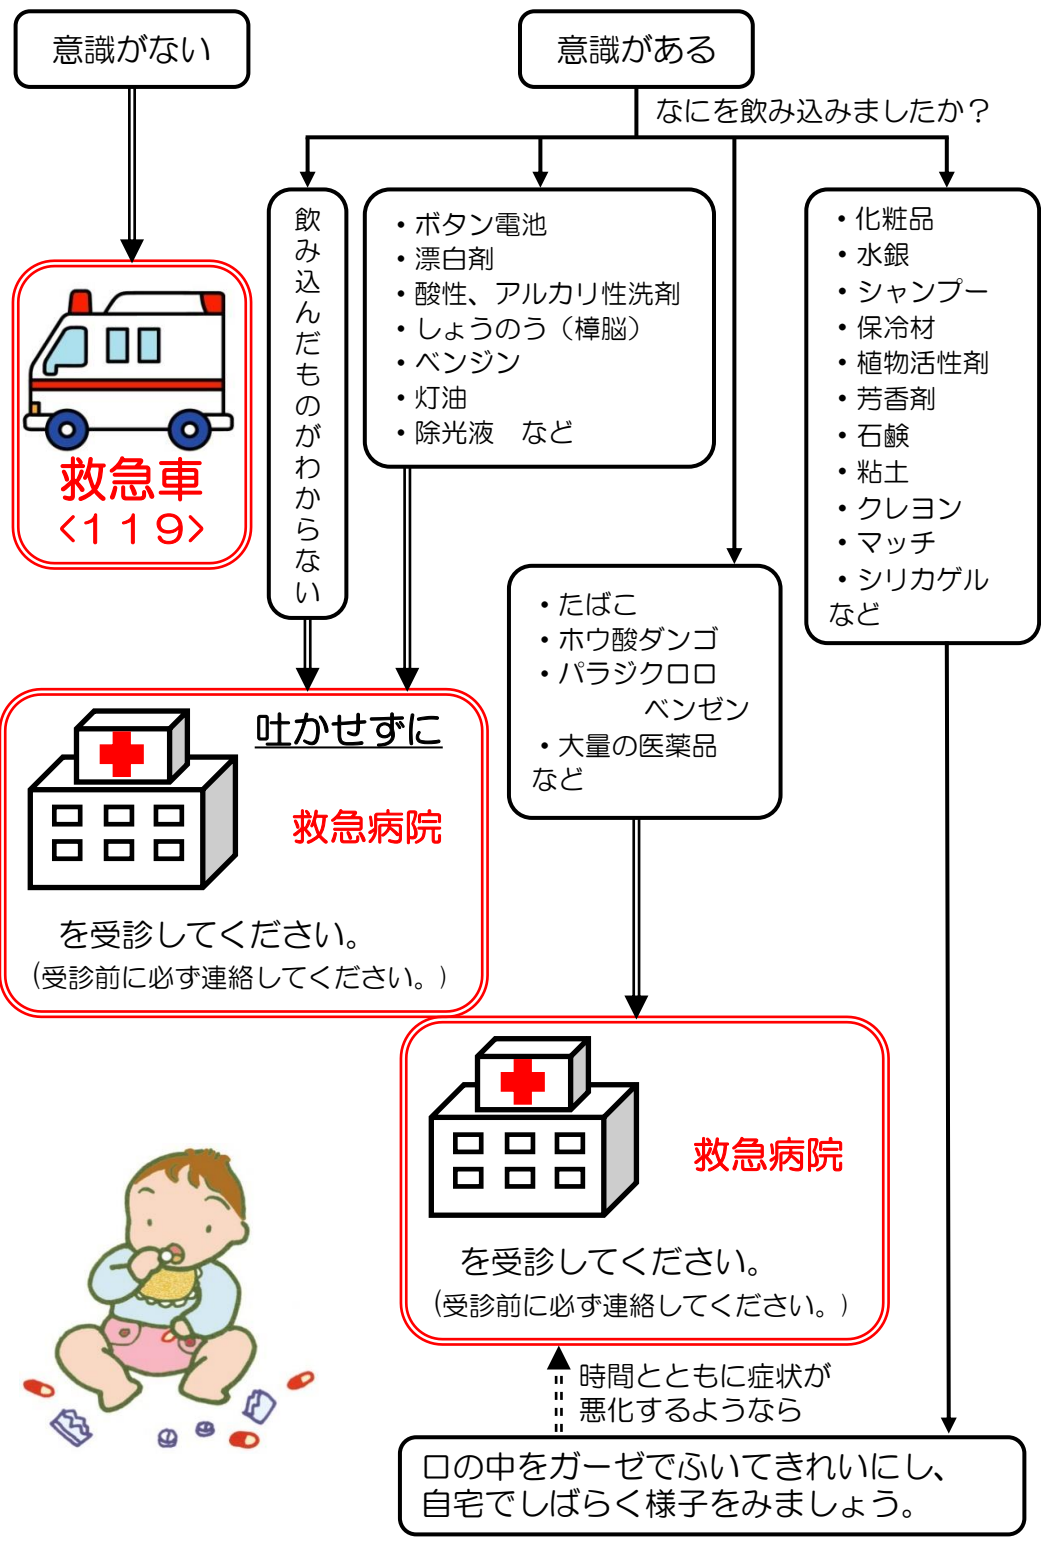 意識がない
意識がある
なにを飲み込みましたか？
飲み込んだものがわからない
・ボタン電池
・漂白剤
・酸性、アルカリ性洗剤
・しょうのう（樟脳）
・ベンジン
・灯油
・除光液　など
・化粧品
・水銀
・シャンプー
・保冷材
・植物活性剤
・芳香剤
・石鹸
・粘土
・クレヨン
・マッチ
・シリカゲル
など
救急車
<１１９>
・たばこ
・ホウ酸ダンゴ
・パラジクロロ
ベンゼン
・大量の医薬品
など
吐かせずに
救急病院
を受診してください。
(受診前に必ず連絡してください。)
救急病院
を受診してください。
(受診前に必ず連絡してください。)
時間とともに症状が
悪化するようなら
口の中をガーゼでふいてきれいにし、
自宅でしばらく様子をみましょう。